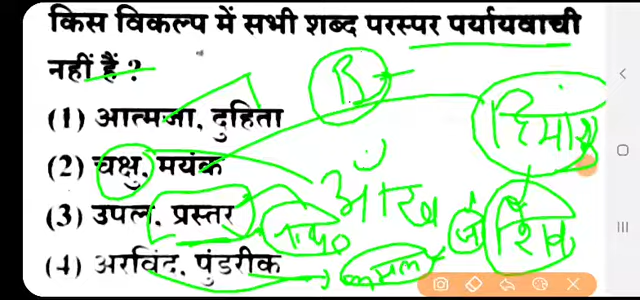 किस विकल्प में सभी शब्द परस्पर पर्यायवाची
नहीं हैं ?
B
(1) आत्मजा, दुहिता
हिमांशु
(2) चक्षु, मयंक
आँख
(3) उपल, प्रस्तर
शिव
(4) अरविंद, पुंडरीक
कमल